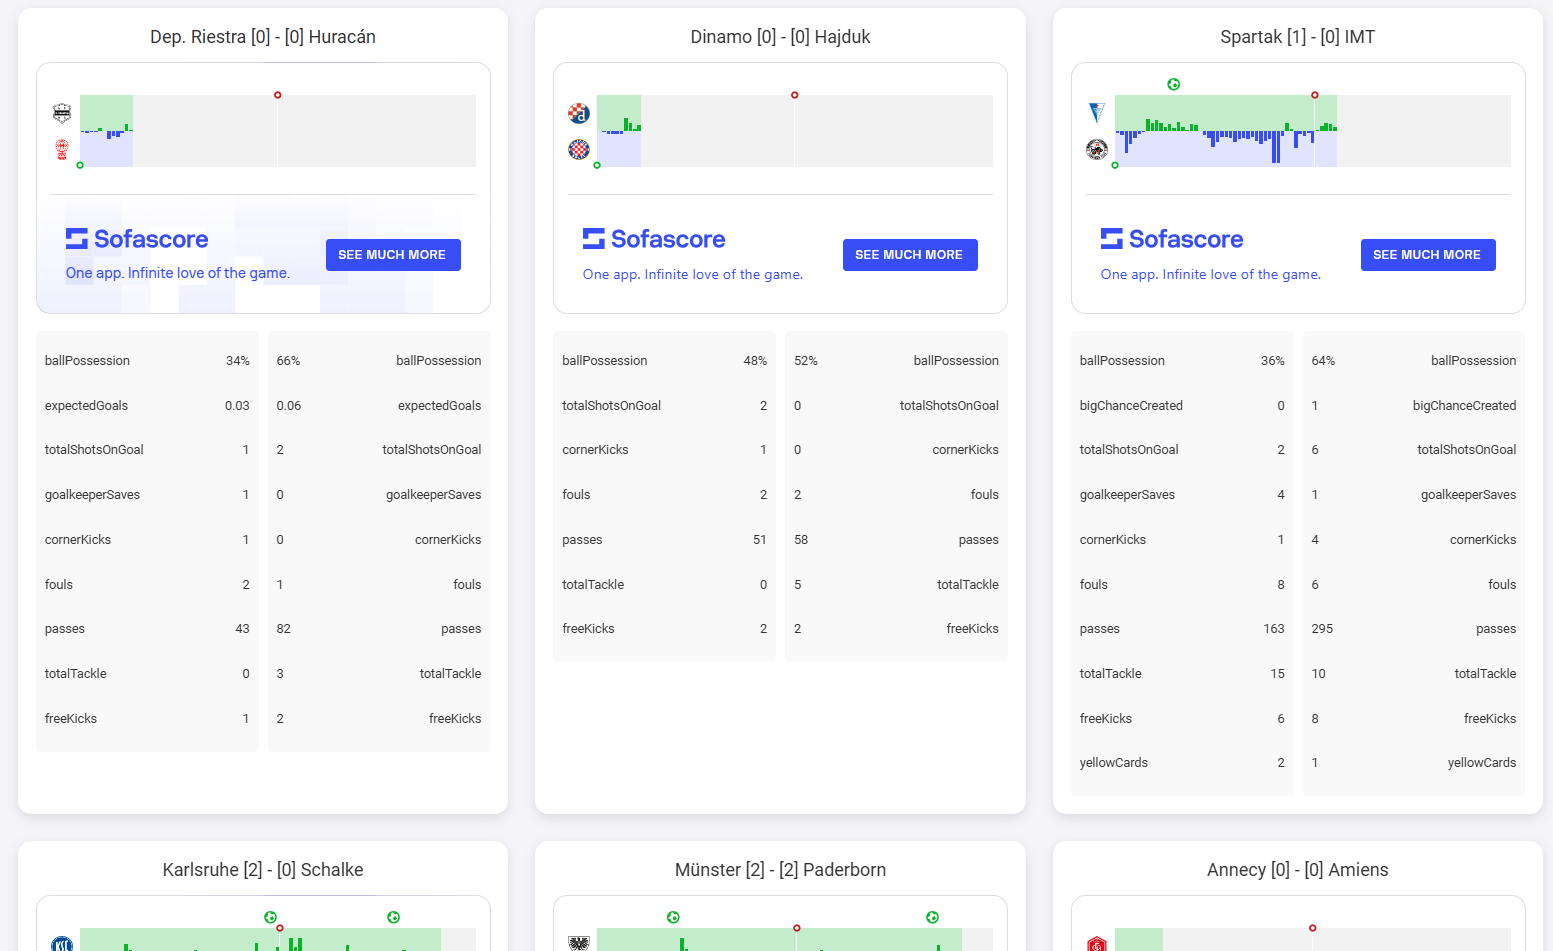 Dep. Riestra [0] - [0] Huracán
Sofascore
One app. Infinite love of the game.
SEE MUCH MORE
ballPossession 34% 66% ballPossession
expectedGoals 0.03 0.06 expectedGoals
totalShotsOnGoal 1 2 totalShotsOnGoal
goalkeeperSaves 1 0 goalkeeperSaves
cornerKicks 1 0 cornerKicks
fouls 2 1 fouls
passes 43 82 passes
totalTackle 0 3 totalTackle
freeKicks 1 2 freeKicks
Dinamo [0] - [0] Hajduk
Sofascore
One app. Infinite love of the game.
SEE MUCH MORE
ballPossession 48% 52% ballPossession
totalShotsOnGoal 2 0 totalShotsOnGoal
cornerKicks 1 0 cornerKicks
fouls 2 2 fouls
passes 51 58 passes
totalTackle 0 5 totalTackle
freeKicks 2 2 freeKicks
Spartak [1] - [0] IMT
Sofascore
One app. Infinite love of the game.
SEE MUCH MORE
ballPossession 36% 64% ballPossession
bigChanceCreated 0 1 bigChanceCreated
totalShotsOnGoal 2 6 totalShotsOnGoal
goalkeeperSaves 4 1 goalkeeperSaves
cornerKicks 1 4 cornerKicks
fouls 8 6 fouls
passes 163 295 passes
totalTackle 15 10 totalTackle
freeKicks 6 8 freeKicks
yellowCards 2 1 yellowCards
Karlsruhe [2] - [0] Schalke
KSC
Münster [2] - [2] Paderborn
Annecy [0] - [0] Amiens